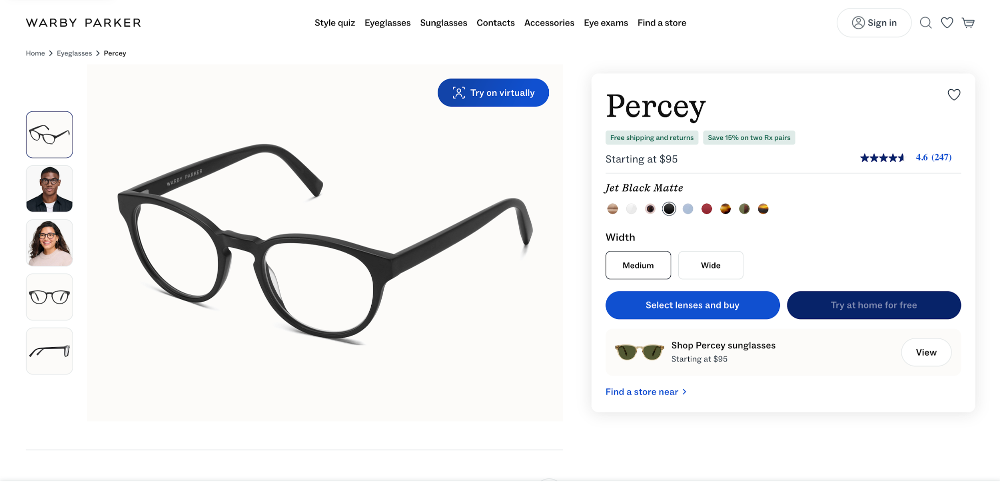 WARBY PARKER
Style quiz Eyeglasses Sunglasses Contacts Accessories Eye exams Find a store
Sign in
Home > Eyeglasses > Percey
Try on virtually
WARBY PARKER
Percey
Free shipping and returns Save 15% on two Rx pairs
Starting at $95
4.6 (247)
Jet Black Matte
Width
Medium Wide
Select lenses and buy Try at home for free
Shop Percey sunglasses
Starting at $95
View
Find a store near >